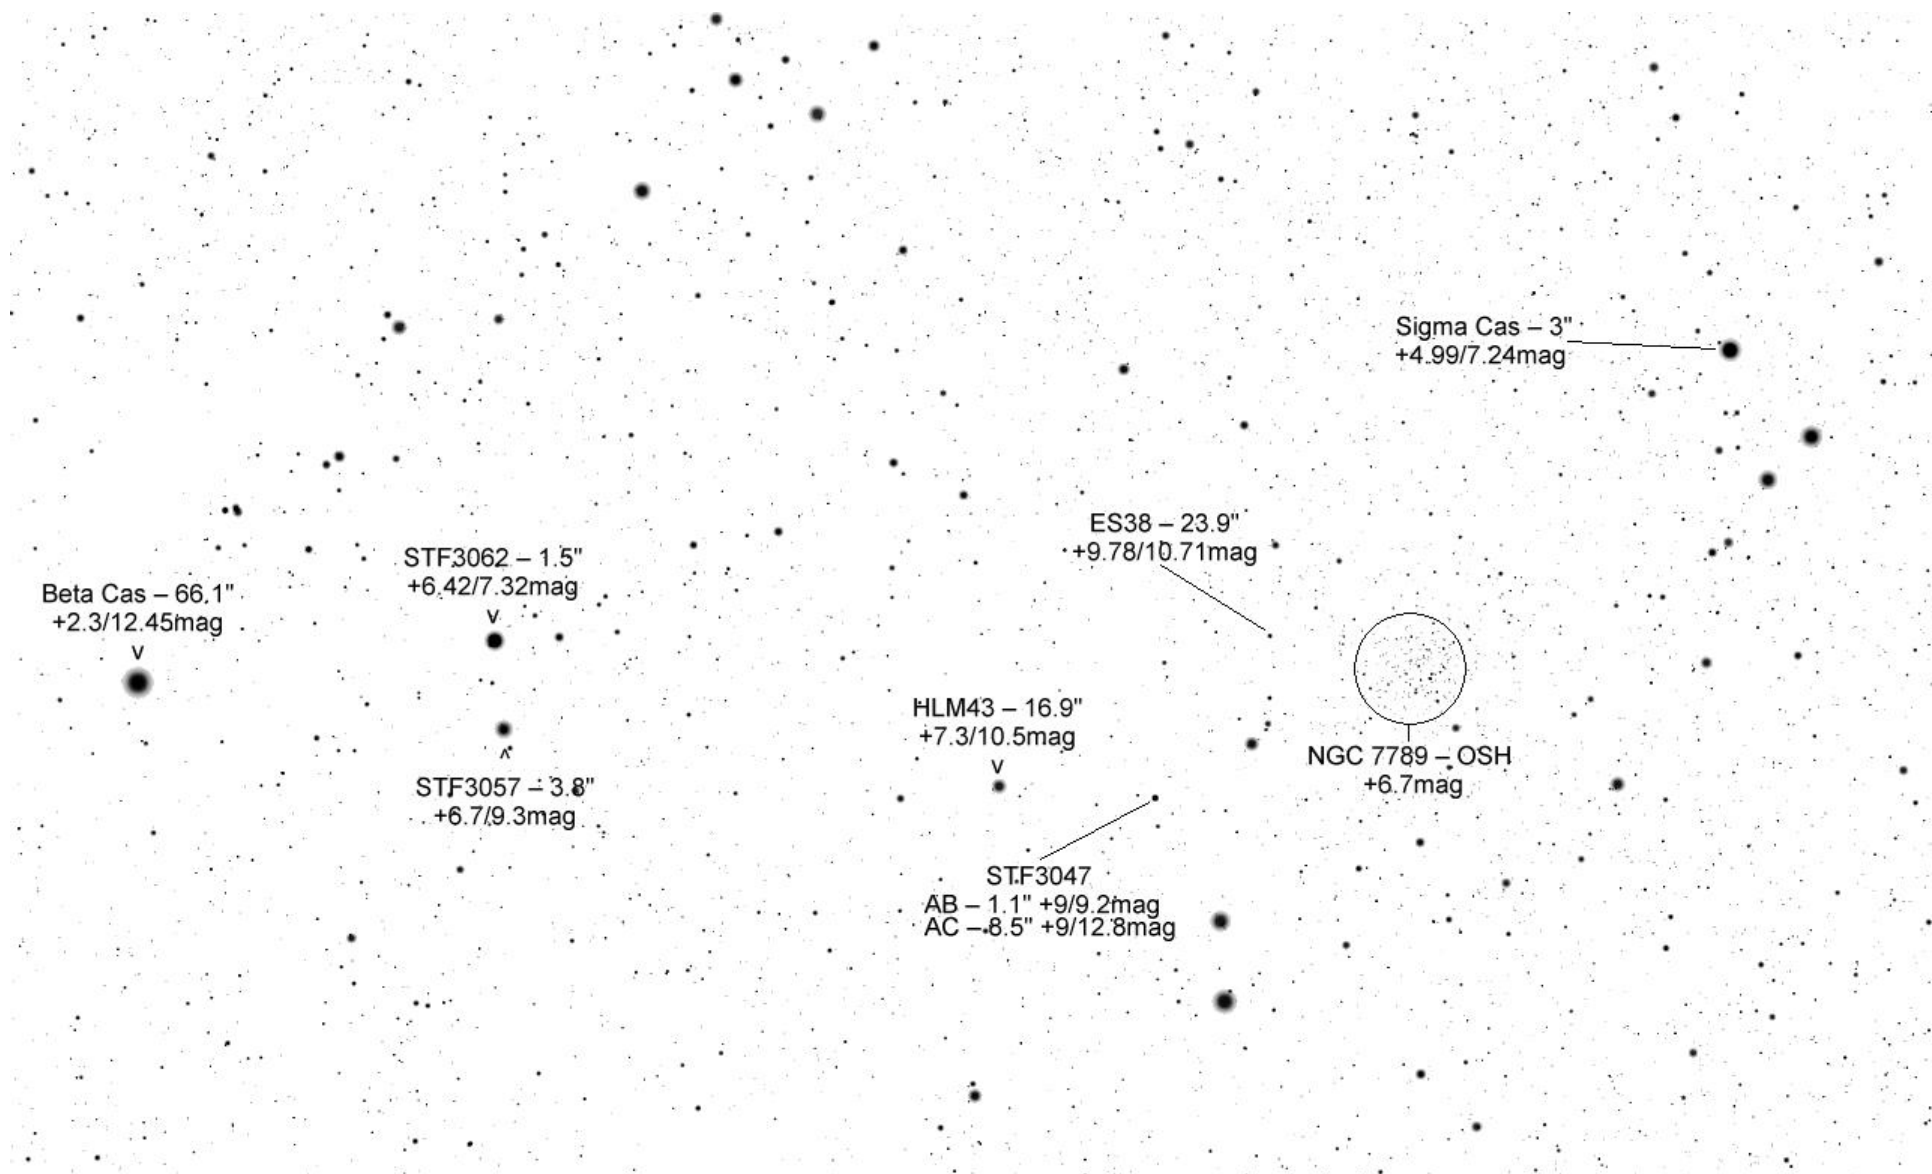 Sigma Cas – 3"
+4.99/7.24mag
ES38 – 23.9"
+9.78/10.71mag
STF3062 – 1.5"
+6.42/7.32mag
v
Beta Cas – 66.1"
+2.3/12.45mag
v
HLM43 – 16.9"
+7.3/10.5mag
v
^
STF3057 – 3.8"
+6.7/9.3mag
NGC 7789 – OSH
+6.7mag
STF3047
AB – 1.1" +9/9.2mag
AC – 8.5" +9/12.8mag